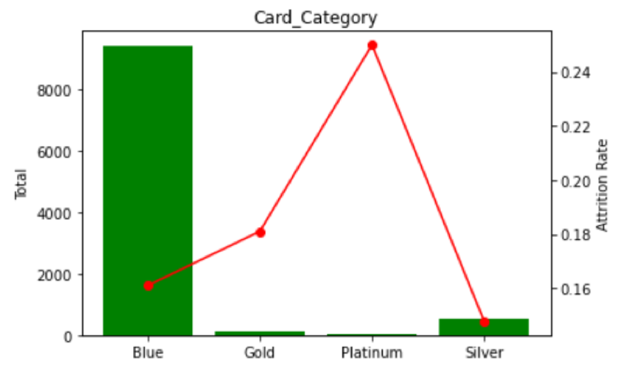 Card_Category
Total
8000
6000
4000
2000
0
0.24
0.22
0.20
0.18
0.16
Attrition Rate
Blue
Gold
Platinum
Silver